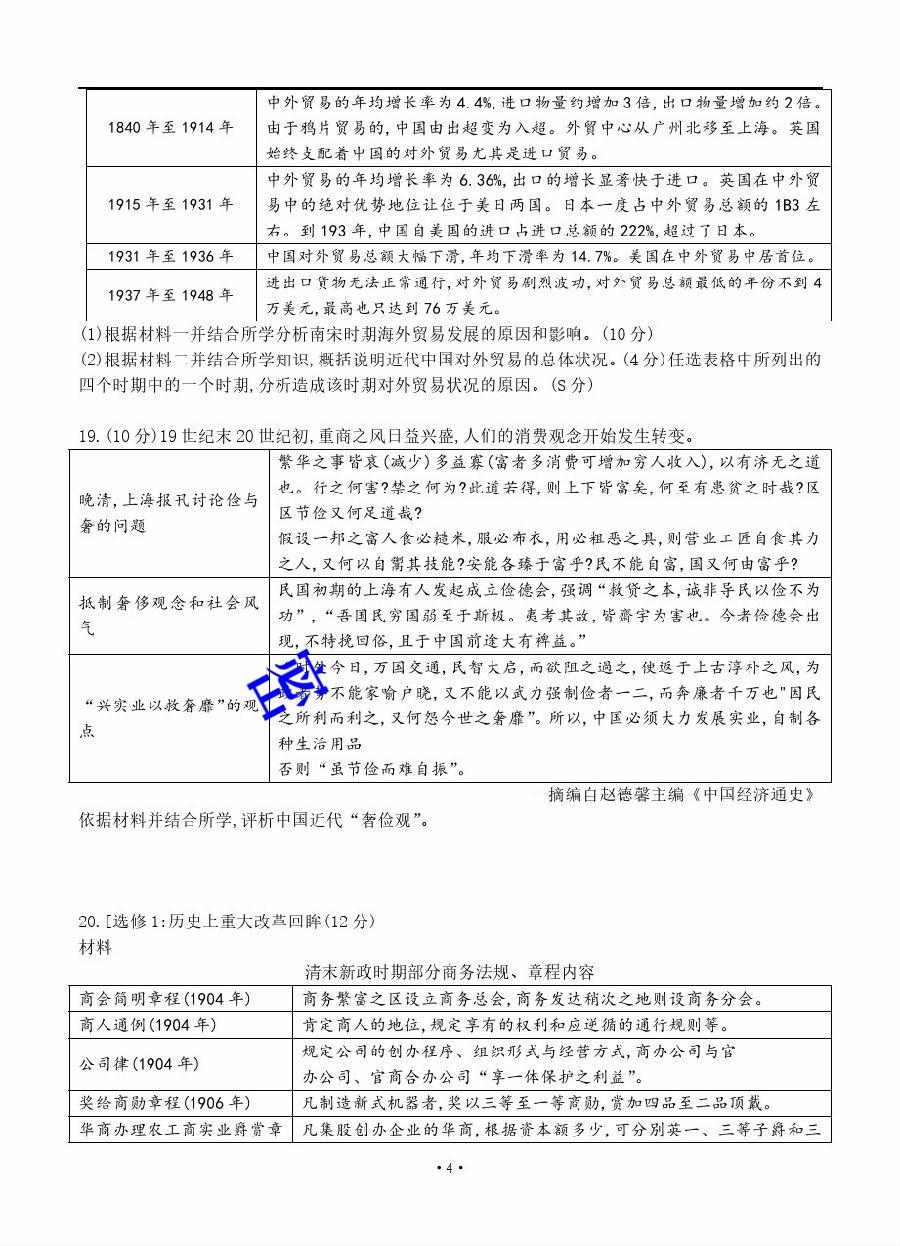 1840 年至 1914 年
中外贸易的年均增长率为 4.4%,进口物量约增加 3 倍,出口物量增加约 2 倍。
由于鸦片贸易的,中国由出超变为入超。外贸中心从广州北移至上海。英国
始终支配着中国的对外贸易尤其是进口贸易。
1915 年至 1931 年
中外贸易的年均增长率为 6.36%,出口的增长显著快于进口。英国在中外贸
易中的绝对优势地位让位于美日两国。日本一度占中外贸易总额的 1B3 左
右。到 193 年,中国自美国的进口占进口总额的 222%,超过了日本。
1931 年至 1936 年
中国对外贸易总额大幅下滑,年均下滑率为 14.7%。美国在中外贸易中居首位。
1937 年至 1948 年
进出口货物无法正常通行,对外贸易剧烈波动,对外贸易总额最低的年份不到 4
万美元,最高也只达到 76 万美元。
(1)根据材料一并结合所学分析南宋时期海外贸易发展的原因和影响。(10 分)
(2)根据材料二并结合所学知识,概括说明近代中国对外贸易的总体状况。(4 分)任选表格中所列出的
四个时期中的一个时期,分析造成该时期对外贸易状况的原因。(S 分)
19.(10 分)19 世纪末 20 世纪初,重商之风日益兴盛,人们的消费观念开始发生转变。
晚清,上海报刊讨论俭与
奢的问题
繁华之事皆哀(减少)多益寡(富者多消费可增加穷人收入),以有济无之道
也。行之何害?禁之何为?此道若得,则上下皆富矣,何至有患贫之时哉?区
区节俭又何足道哉?
假设一邦之富人食必糙米,服必布衣,用必粗恶之具,则营业工匠自食其力
之人,又何以自鬻其技能?安能各臻于富乎?民不能自富,国又何由富乎?
抵制奢侈观念和社会风
气
民国初期的上海有人发起成立俭德会,强调“救贷之本,诚非导民以俭不为
功”,“吾国民穷国弱至于斯极。夷考其故,皆奢字为害也。今者俭德会出
现,不特挽回俗,且于中国前途大有裨益。”
“兴实业以救奢靡”的观
点
时处今日,万国交通,民智大启,而欲阻之遏之,使返于上古淳朴之风,为
不能家喻户晓,又不能以武力强制俭者一二,而奔廉者千万也"因民
之所利而利之,又何怨今世之奢靡”。所以,中国必须大力发展实业,自制各
种生活用品
否则“虽节俭而难自振”。
摘编自赵德馨主编《中国经济通史》
依据材料并结合所学,评析中国近代“奢俭观”。
20.[选修 1:历史上重大改革回眸(12 分)
材料
清末新政时期部分商务法规、章程内容
商会简明章程(1904 年)
商务繁富之区设立商务总会,商务发达稍次之地则设商务分会。
商人通例(1904 年)
肯定商人的地位,规定享有的权利和应逆循的通行规则等。
公司律(1904 年)
规定公司的创办程序、组织形式与经营方式,商办公司与官
办公司、官商合办公司“享一体保护之利益”。
奖给商勋章程(1906 年)
凡制造新式机器者,奖以三等至一等商勋,赏加四品至二品顶戴。
华商办理农工商实业爵赏章
凡集股创办企业的华商,根据资本额多少,可分别英一、三等子爵和三
·4·